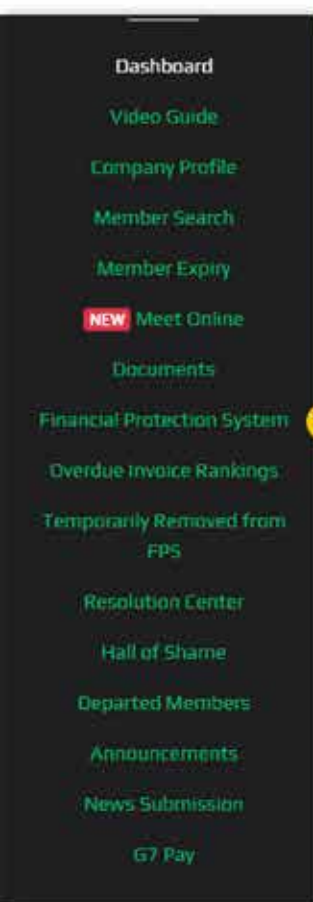 Dashboard
Video Guide
Company Profile
Member Search
Member Expiry
NEW Meet Online
Documents
Financial Protection System
Overdue Invoice Rankings
Temporarily Removed from
FPS
Resolution Center
Hall of Shame
Departed Members
Announcements
News Submission
G7 Pay